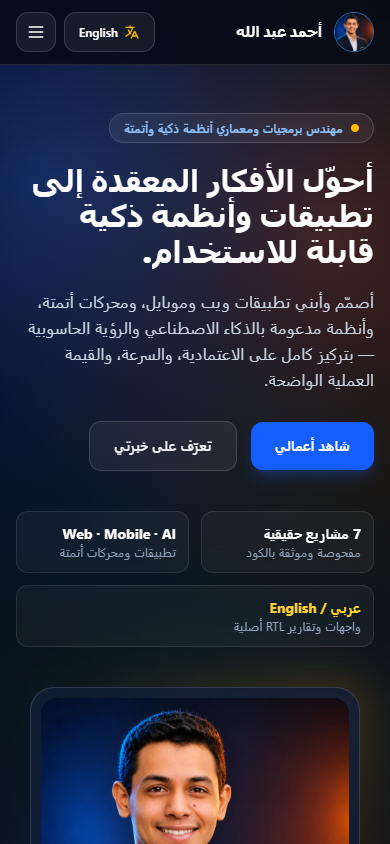 أحمد عبد الله
English
مهندس برمجيات ومعماري أنظمة ذكية وأتمتة
أحوّل الأفكار المعقدة إلى
تطبيقات وأنظمة ذكية
قابلة للاستخدام.
أصمّم وأبني تطبيقات ويب وموبايل، ومحركات أتمتة،
وأنظمة مدعومة بالذكاء الاصطناعي والرؤية الحاسوبية
— بتركيز كامل على الاعتمادية، والسرعة، والقيمة
العملية الواضحة.
شاهد أعمالي
تعرّف على خبرتي
7 مشاريع حقيقية
مفحوصة وموثقة بالكود
Web · Mobile · AI
تطبيقات ومحركات أتمتة
عربي / English
واجهات وتقارير RTL أصلية